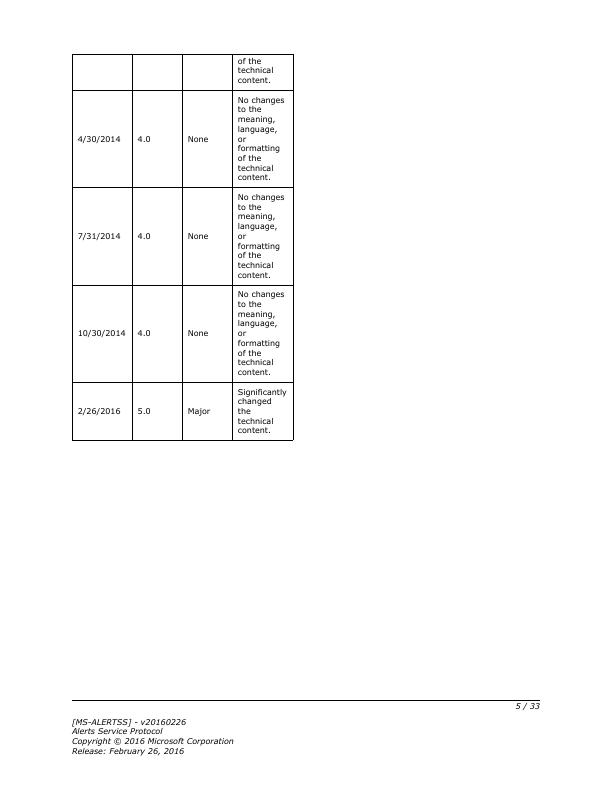 of the
technical
content.
4/30/2014 4.0 None No changes
to the
meaning,
language,
or
formatting
of the
technical
content.
7/31/2014 4.0 None No changes
to the
meaning,
language,
or
formatting
of the
technical
content.
10/30/2014 4.0 None No changes
to the
meaning,
language,
or
formatting
of the
technical
content.
2/26/2016 5.0 Major Significantly
changed
the
technical
content.
5 / 33
[MS-ALERTSS] - v20160226
Alerts Service Protocol
Copyright © 2016 Microsoft Corporation
Release: February 26, 2016